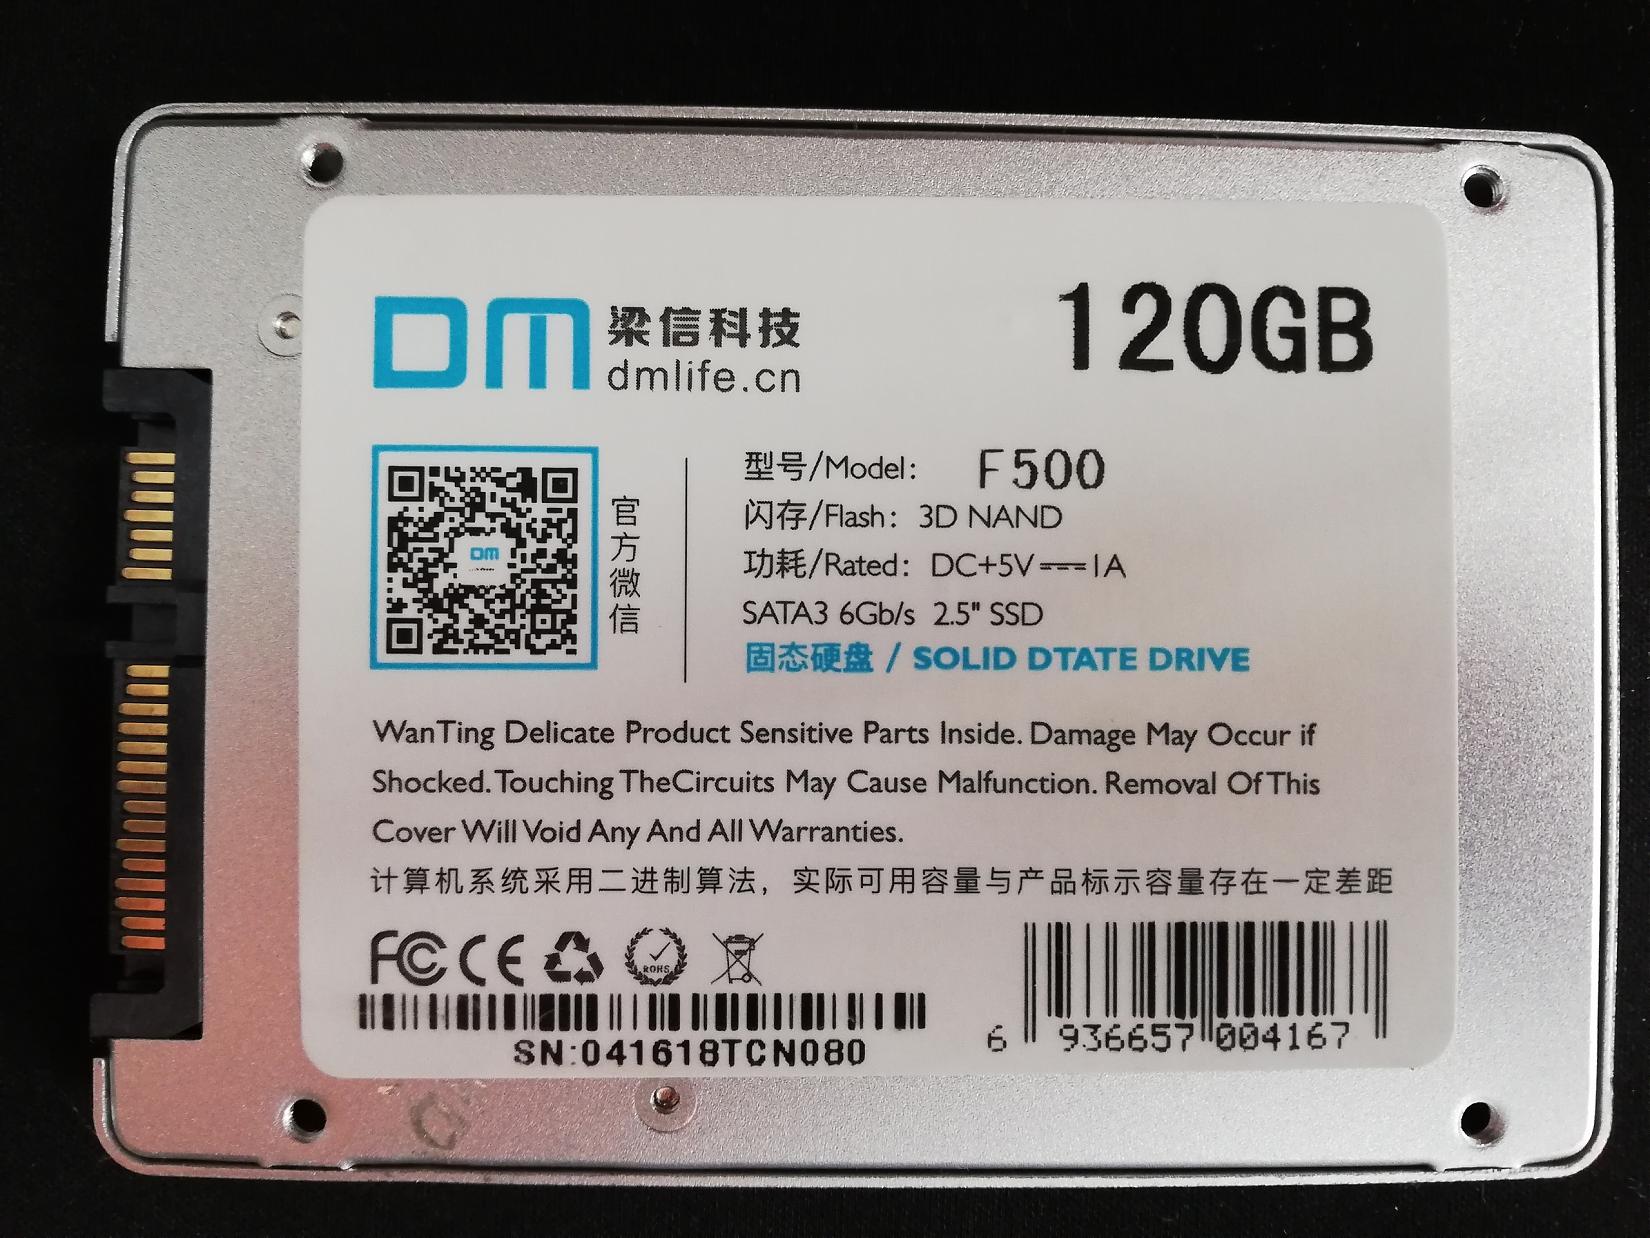 DM 梁信科技
dmlife.cn
120GB
DM
官方微信
型号/Model: F500
闪存/Flash: 3D NAND
功耗/Rated: DC+5V⎓1A
SATA3 6Gb/s 2.5" SSD
固态硬盘 / SOLID DTATE DRIVE
WanTing Delicate Product Sensitive Parts Inside. Damage May Occur if
Shocked. Touching TheCircuits May Cause Malfunction. Removal Of This
Cover Will Void Any And All Warranties.
计算机系统采用二进制算法，实际可用容量与产品标示容量存在一定差距
FC CE ROHS
SN:041618TCN080
6 936657 004167